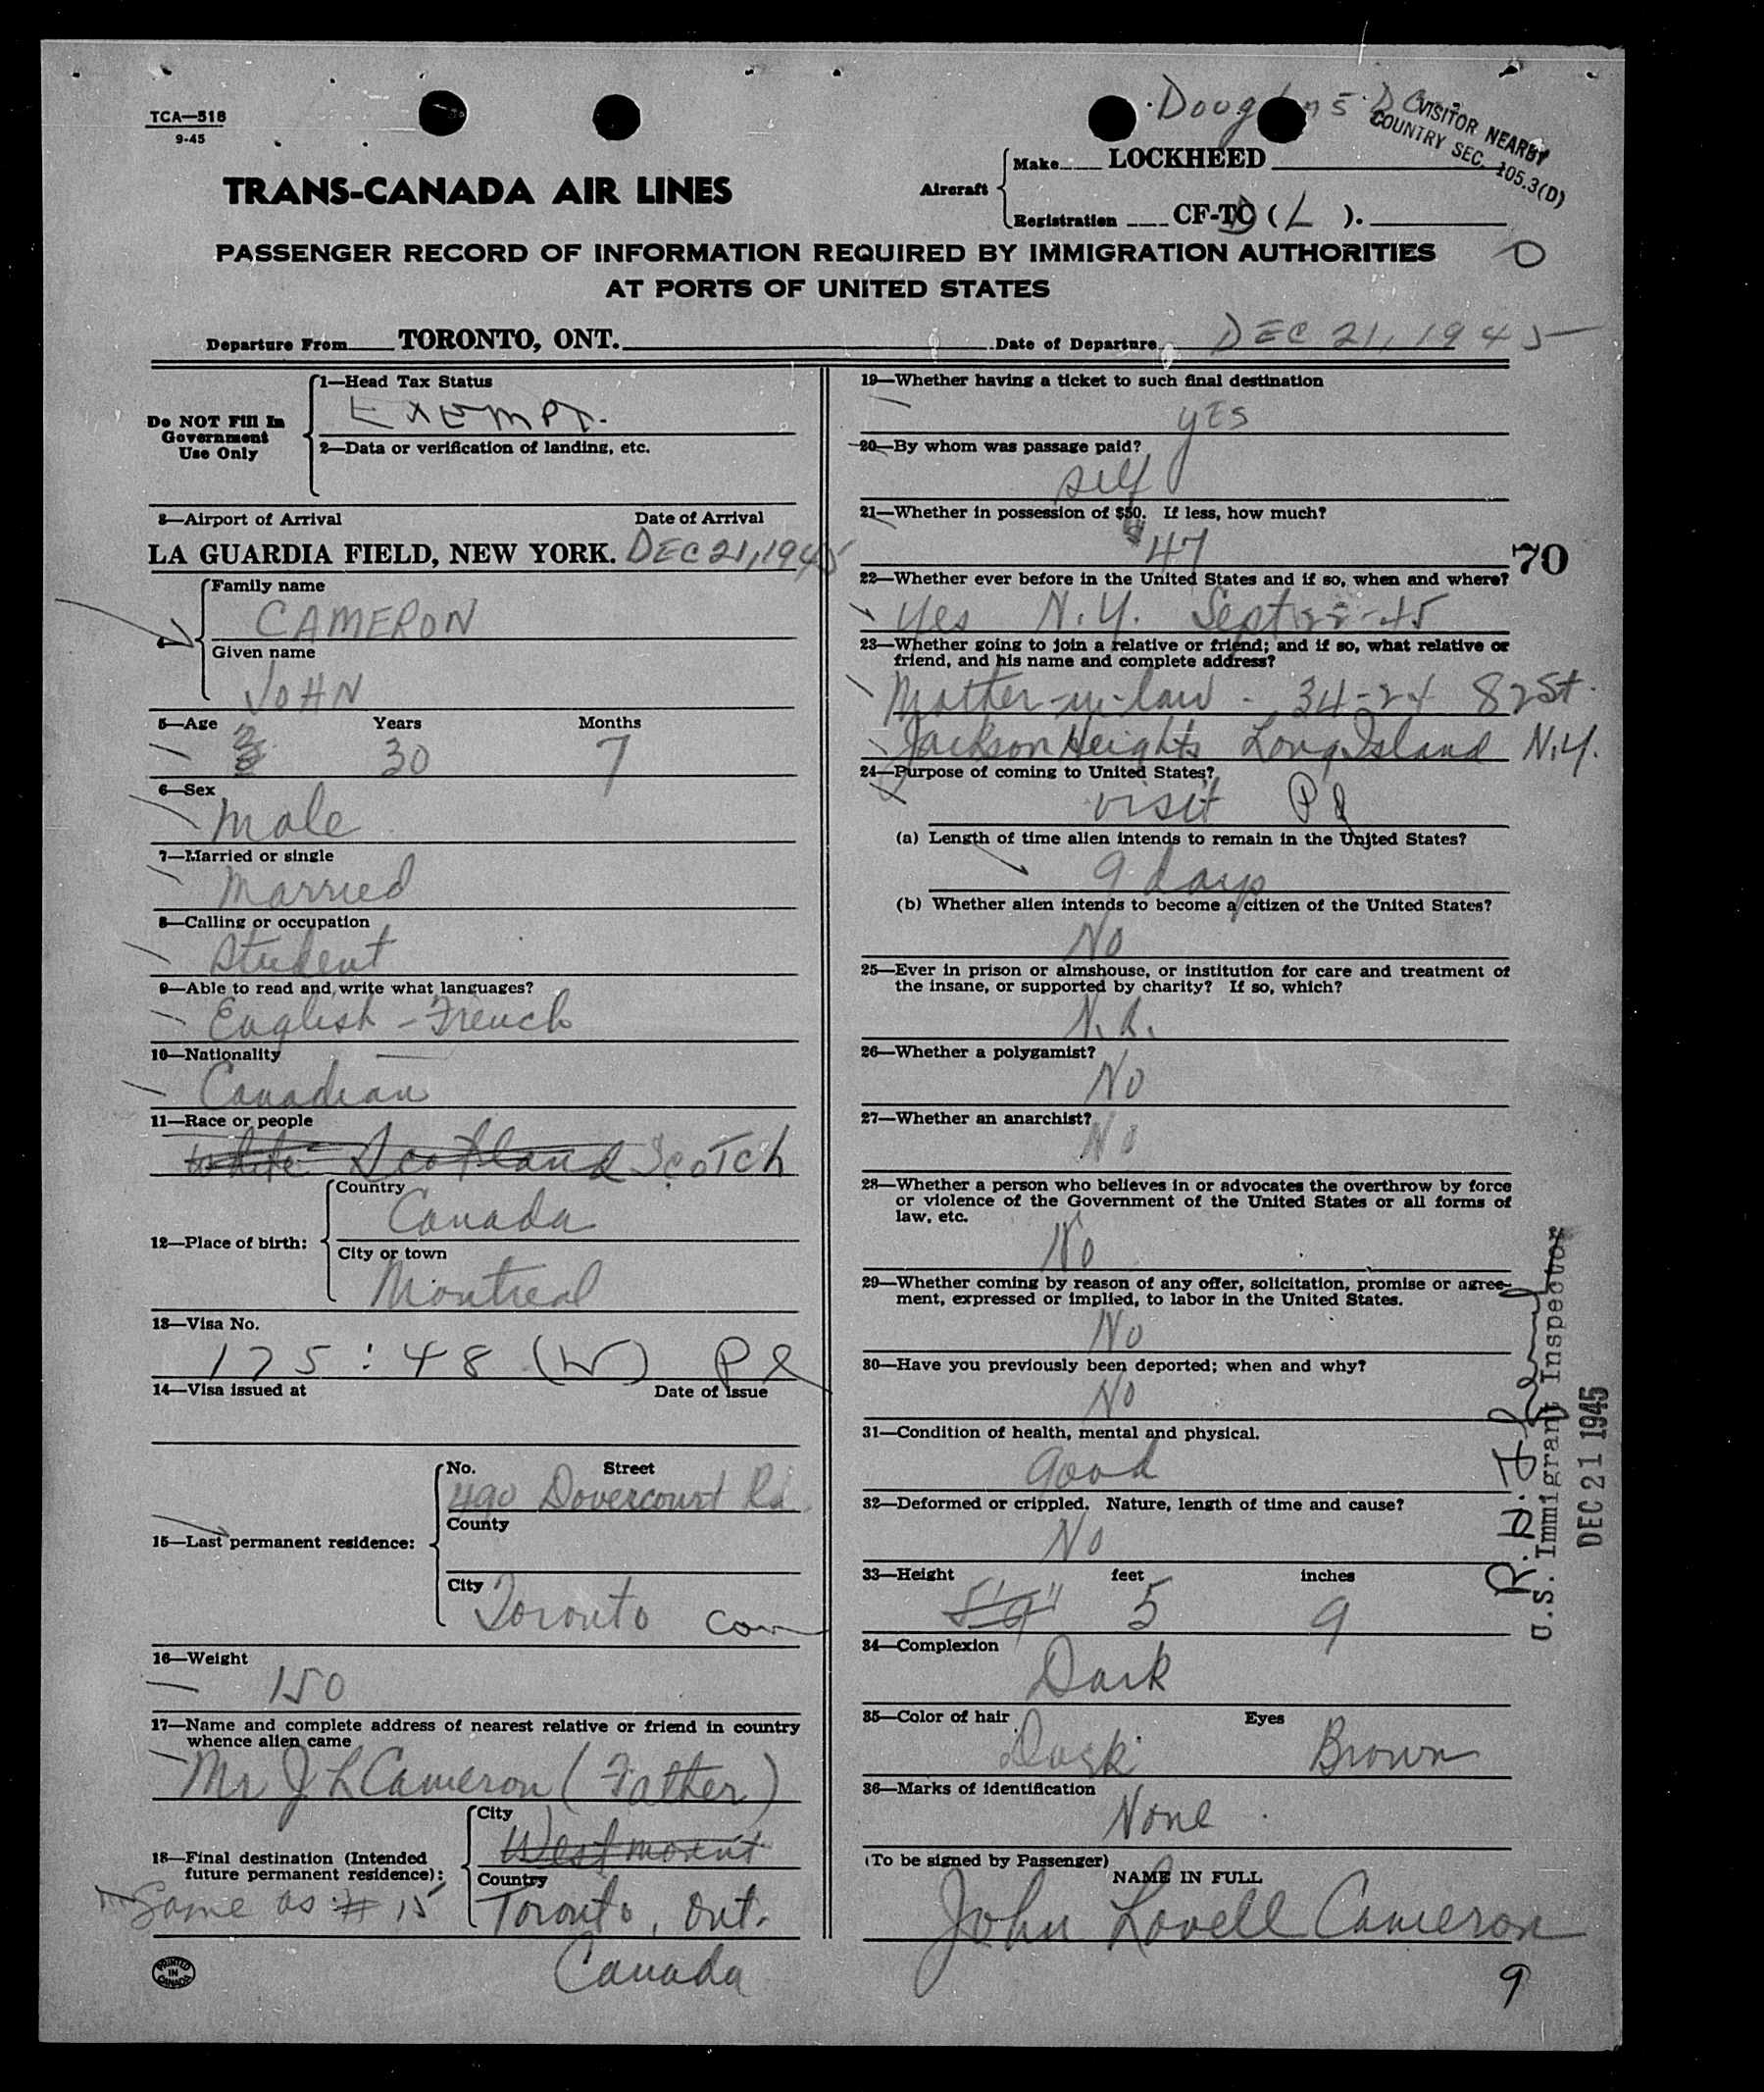 TCA—518
9-45
VISITOR NEARBY
COUNTRY SEC. 105.3(D)
TRANS-CANADA AIR LINES
Aircraft
Make LOCKHEED
Registration CF-TC ( L ).
PASSENGER RECORD OF INFORMATION REQUIRED BY IMMIGRATION AUTHORITIES
AT PORTS OF UNITED STATES
Departure From TORONTO, ONT. Date of Departure DEC 21, 1945
Do NOT Fill In
Government
Use Only
1—Head Tax Status
EXEMPT.
2—Data or verification of landing, etc.
3—Airport of Arrival Date of Arrival
LA GUARDIA FIELD, NEW YORK. DEC 21, 1945
4—
Family name
CAMERON
Given name
JOHN
5—Age Years Months
30 7
6—Sex
male
7—Married or single
Married
8—Calling or occupation
Student
9—Able to read and write what languages?
English - French
10—Nationality
Canadian
11—Race or people
white Scotland Scotch
12—Place of birth:
Country
Canada
City or town
Montreal
13—Visa No.
175 : 48 (W) Pl
14—Visa issued at Date of Issue
15—Last permanent residence:
No. Street
490 Dovercourt Rd
County
City
Toronto Can
16—Weight
150
17—Name and complete address of nearest relative or friend in country
whence alien came
Mr J L Cameron (Father)
18—Final destination (Intended
future permanent residence):
Same as # 15
City
Westmount
Country
Toronto, Ont.
Canada
PRINTED
IN
CANADA
19—Whether having a ticket to such final destination
yes
20—By whom was passage paid?
self
21—Whether in possession of $50. If less, how much?
$47
70
22—Whether ever before in the United States and if so, when and where?
Yes N.Y. Sept 22-45
23—Whether going to join a relative or friend; and if so, what relative or
friend, and his name and complete address?
Mother-in-law - 34-24 82 St.
Jackson Heights Long Island N.Y.
24—Purpose of coming to United States?
visit Pl
(a) Length of time alien intends to remain in the United States?
9 days
(b) Whether alien intends to become a citizen of the United States?
No
25—Ever in prison or almshouse, or institution for care and treatment of
the insane, or supported by charity? If so, which?
26—Whether a polygamist?
No
27—Whether an anarchist?
No
28—Whether a person who believes in or advocates the overthrow by force
or violence of the Government of the United States or all forms of
law, etc.
No
29—Whether coming by reason of any offer, solicitation, promise or agree-
ment, expressed or implied, to labor in the United States.
No
30—Have you previously been deported; when and why?
No
31—Condition of health, mental and physical.
good
32—Deformed or crippled. Nature, length of time and cause?
No
33—Height feet inches
5'9" 5 9
34—Complexion
Dark
35—Color of hair Eyes
Dark Brown
36—Marks of identification
None
(To be signed by Passenger)
NAME IN FULL
John Lovell Cameron
9
U.S. Immigrant Inspector
DEC 21 1945